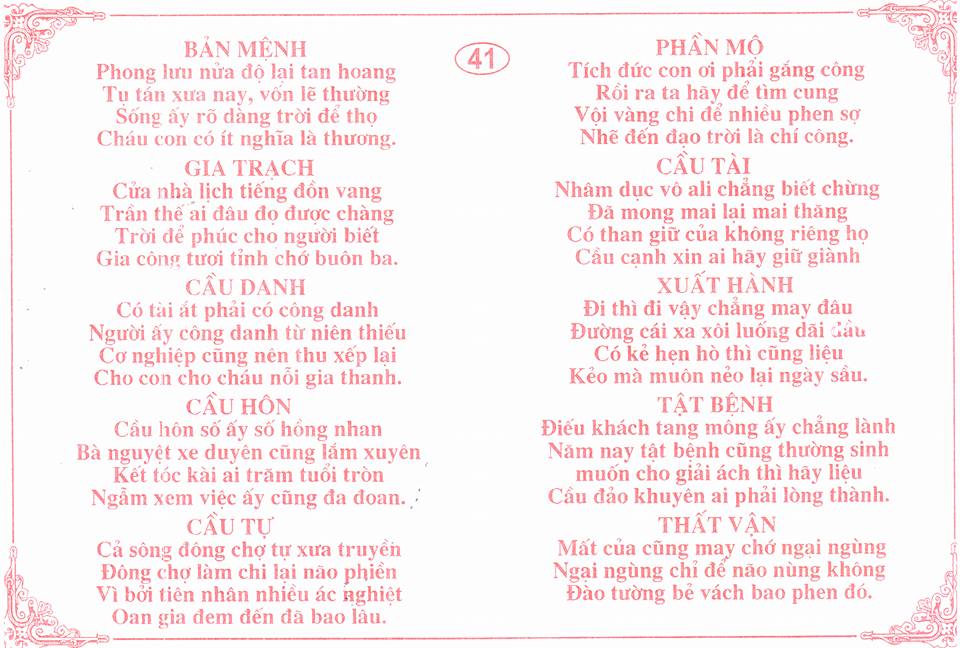 BẢN MỆNH
Phong lưu nửa độ lại tan hoang
Tụ tán xưa nay, vốn lẽ thường
Sống ấy rõ dàng trời để thọ
Cháu con có ít nghĩa là thương.
GIA TRẠCH
Cửa nhà lịch tiếng đồn vang
Trần thế ai đâu đọ được chàng
Trời để phúc cho người biết
Gia công tươi tỉnh chớ buôn ba.
CẦU DANH
Có tài ắt phải có công danh
Người ấy công danh từ niên thiếu
Cơ nghiệp cũng nên thu xếp lại
Cho con cho cháu nỗi gia thanh.
CẦU HÔN
Cầu hôn số ấy số hồng nhan
Bà nguyệt xe duyên cũng lắm xuyên
Kết tóc kài ai trăm tuổi tròn
Ngẫm xem việc ấy cũng đa đoan.
CẦU TỰ
Cả sông đông chợ tự xưa truyền
Đông chợ làm chi lại não phiền
Vì bởi tiên nhân nhiều ác nghiệt
Oan gia đem đến đã bao lâu.
41
PHẦN MÔ
Tích đức con ơi phải gắng công
Rồi ra ta hãy để tìm cung
Vội vàng chi để nhiều phen sợ
Nhẽ đến đạo trời là chí công.
CẦU TÀI
Nhâm dục vô ali chẳng biết chừng
Đã mong mai lại mai thăng
Có than giữ của không riêng họ
Cầu cạnh xin ai hãy giữ giành
XUẤT HÀNH
Đi thì đi vậy chẳng may đâu
Đường cái xa xôi luống dãi dầu
Có kẻ hẹn hò thì cũng liệu
Kẻo mà muôn nẻo lại ngày sầu.
TẬT BỆNH
Điếu khách tang mông ấy chẳng lành
Năm nay tật bệnh cũng thường sinh
muốn cho giải ách thì hãy liệu
Cầu đảo khuyên ai phải lòng thành.
THẤT VẬN
Mất của cũng may chớ ngại ngùng
Ngại ngùng chỉ để não nùng không
Đào tường bẻ vách bao phen đó.